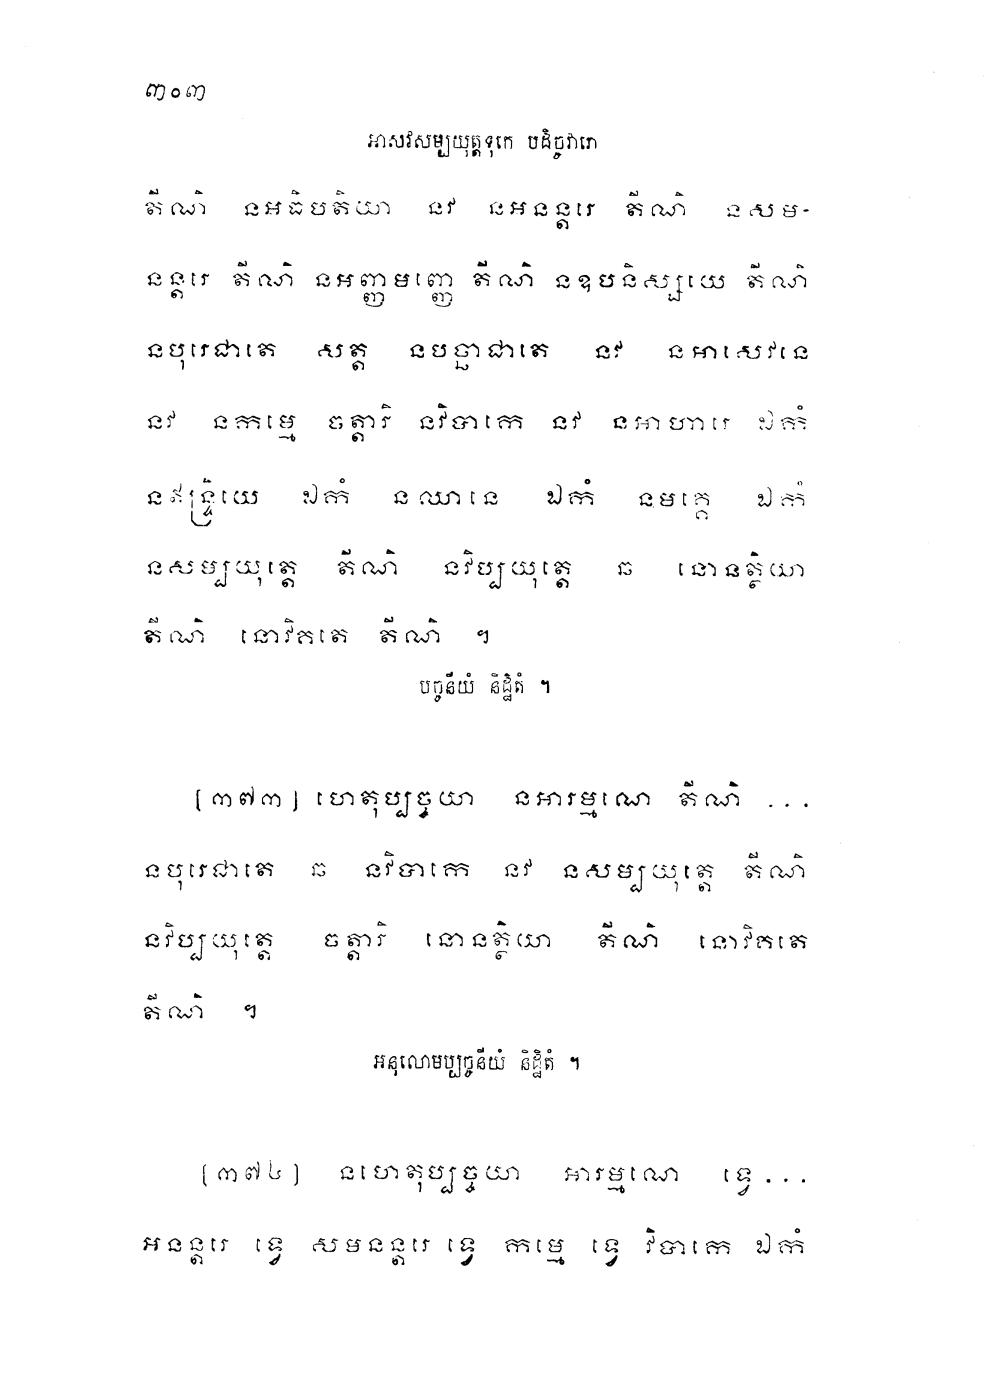 ៣០៣
អាសវសម្បយុត្តទុកេ បដិច្ចវារោ
តីណិ នអធិបតិយា នវ នអនន្តរេ តីណិ នសម-
នន្តរេ តីណិ នអញ្ញមញ្ញេ តីណិ នឧបនិស្សយេ តីណិ
នបុរេជាតេ សត្ត នបច្ឆាជាតេ នវ នអាសេវនេ
នវ នកម្មេ ចត្តារិ នវិបាកេ នវ នអាហារេ ឯកំ
នឥន្ទ្រិយេ ឯកំ នឈានេ ឯកំ នមគ្គេ ឯកំ
នសម្បយុត្តេ តីណិ នវិប្បយុត្តេ ឆ នោនត្ថិយា
តីណិ នោវិគតេ តីណិ ។
បច្ចនីយំ និដ្ឋិតំ ។
[៣៧៣] ហេតុប្បច្ចយា នអារម្មណេ តីណិ ...
នបុរេជាតេ ឆ នវិបាកេ នវ នសម្បយុត្តេ តីណិ
នវិប្បយុត្តេ ចត្តារិ នោនត្ថិយា តីណិ នោវិគតេ
តីណិ ។
អនុលោមប្បច្ចនីយំ និដ្ឋិតំ ។
[៣៧៤] នហេតុប្បច្ចយា អារម្មណេ ទ្វេ ...
អនន្តរេ ទ្វេ សមនន្តរេ ទ្វេ កម្មេ ទ្វេ វិបាកេ ឯកំ